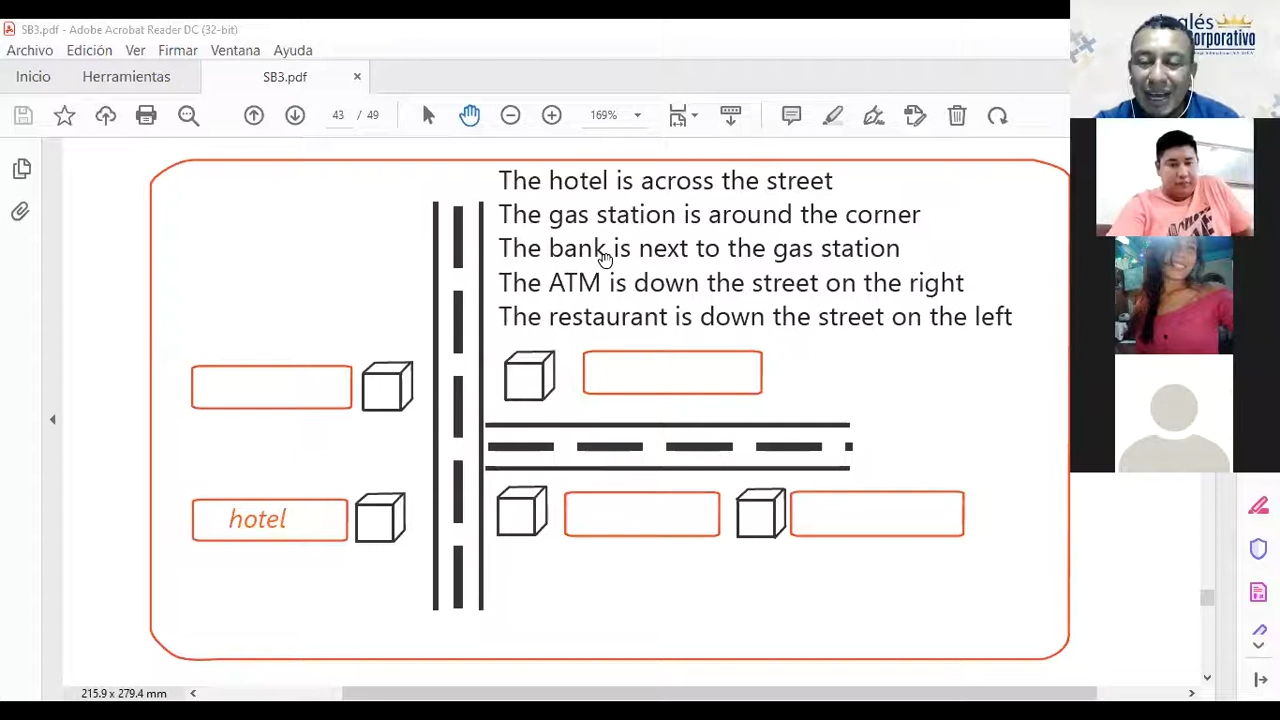 SB3.pdf - Adobe Acrobat Reader DC (32-bit)
Archivo Edición Ver Firmar Ventana Ayuda
Inicio Herramientas SB3.pdf ×
43 / 49 169%
The hotel is across the street
The gas station is around the corner
The bank is next to the gas station
The ATM is down the street on the right
The restaurant is down the street on the left
hotel
215.9 x 279.4 mm